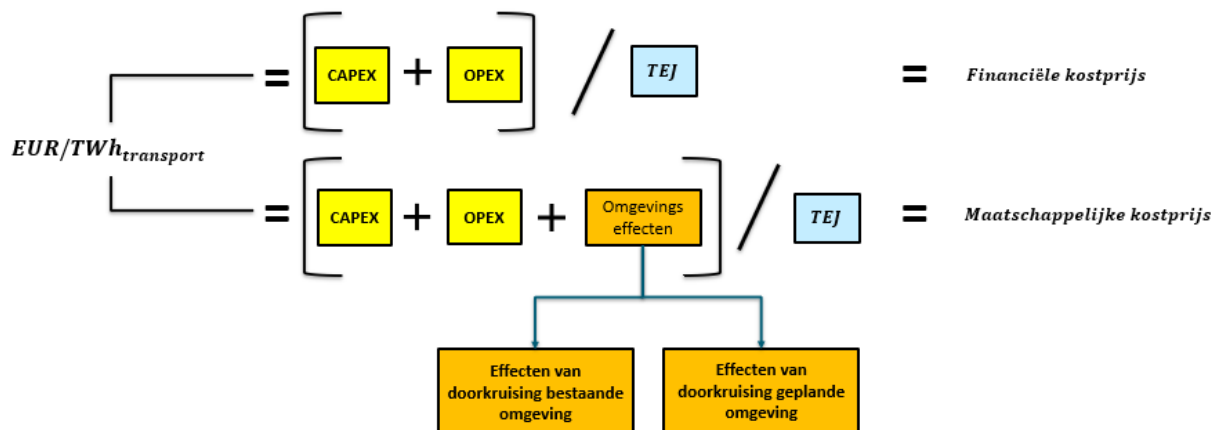 = [ CAPEX + OPEX ] / TEJ = Financiële kostprijs
EUR/TWh_transport
= [ CAPEX + OPEX + Omgevings
effecten ] / TEJ = Maatschappelijke kostprijs
Effecten van
doorkruising bestaande
omgeving
Effecten van
doorkruising geplande
omgeving